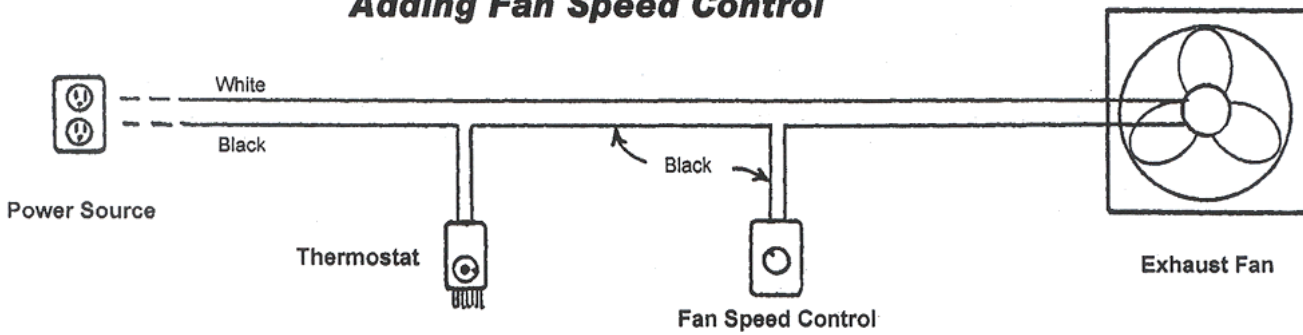 Adding Fan Speed Control
White
Black
Black
Power Source
Thermostat
Fan Speed Control
Exhaust Fan